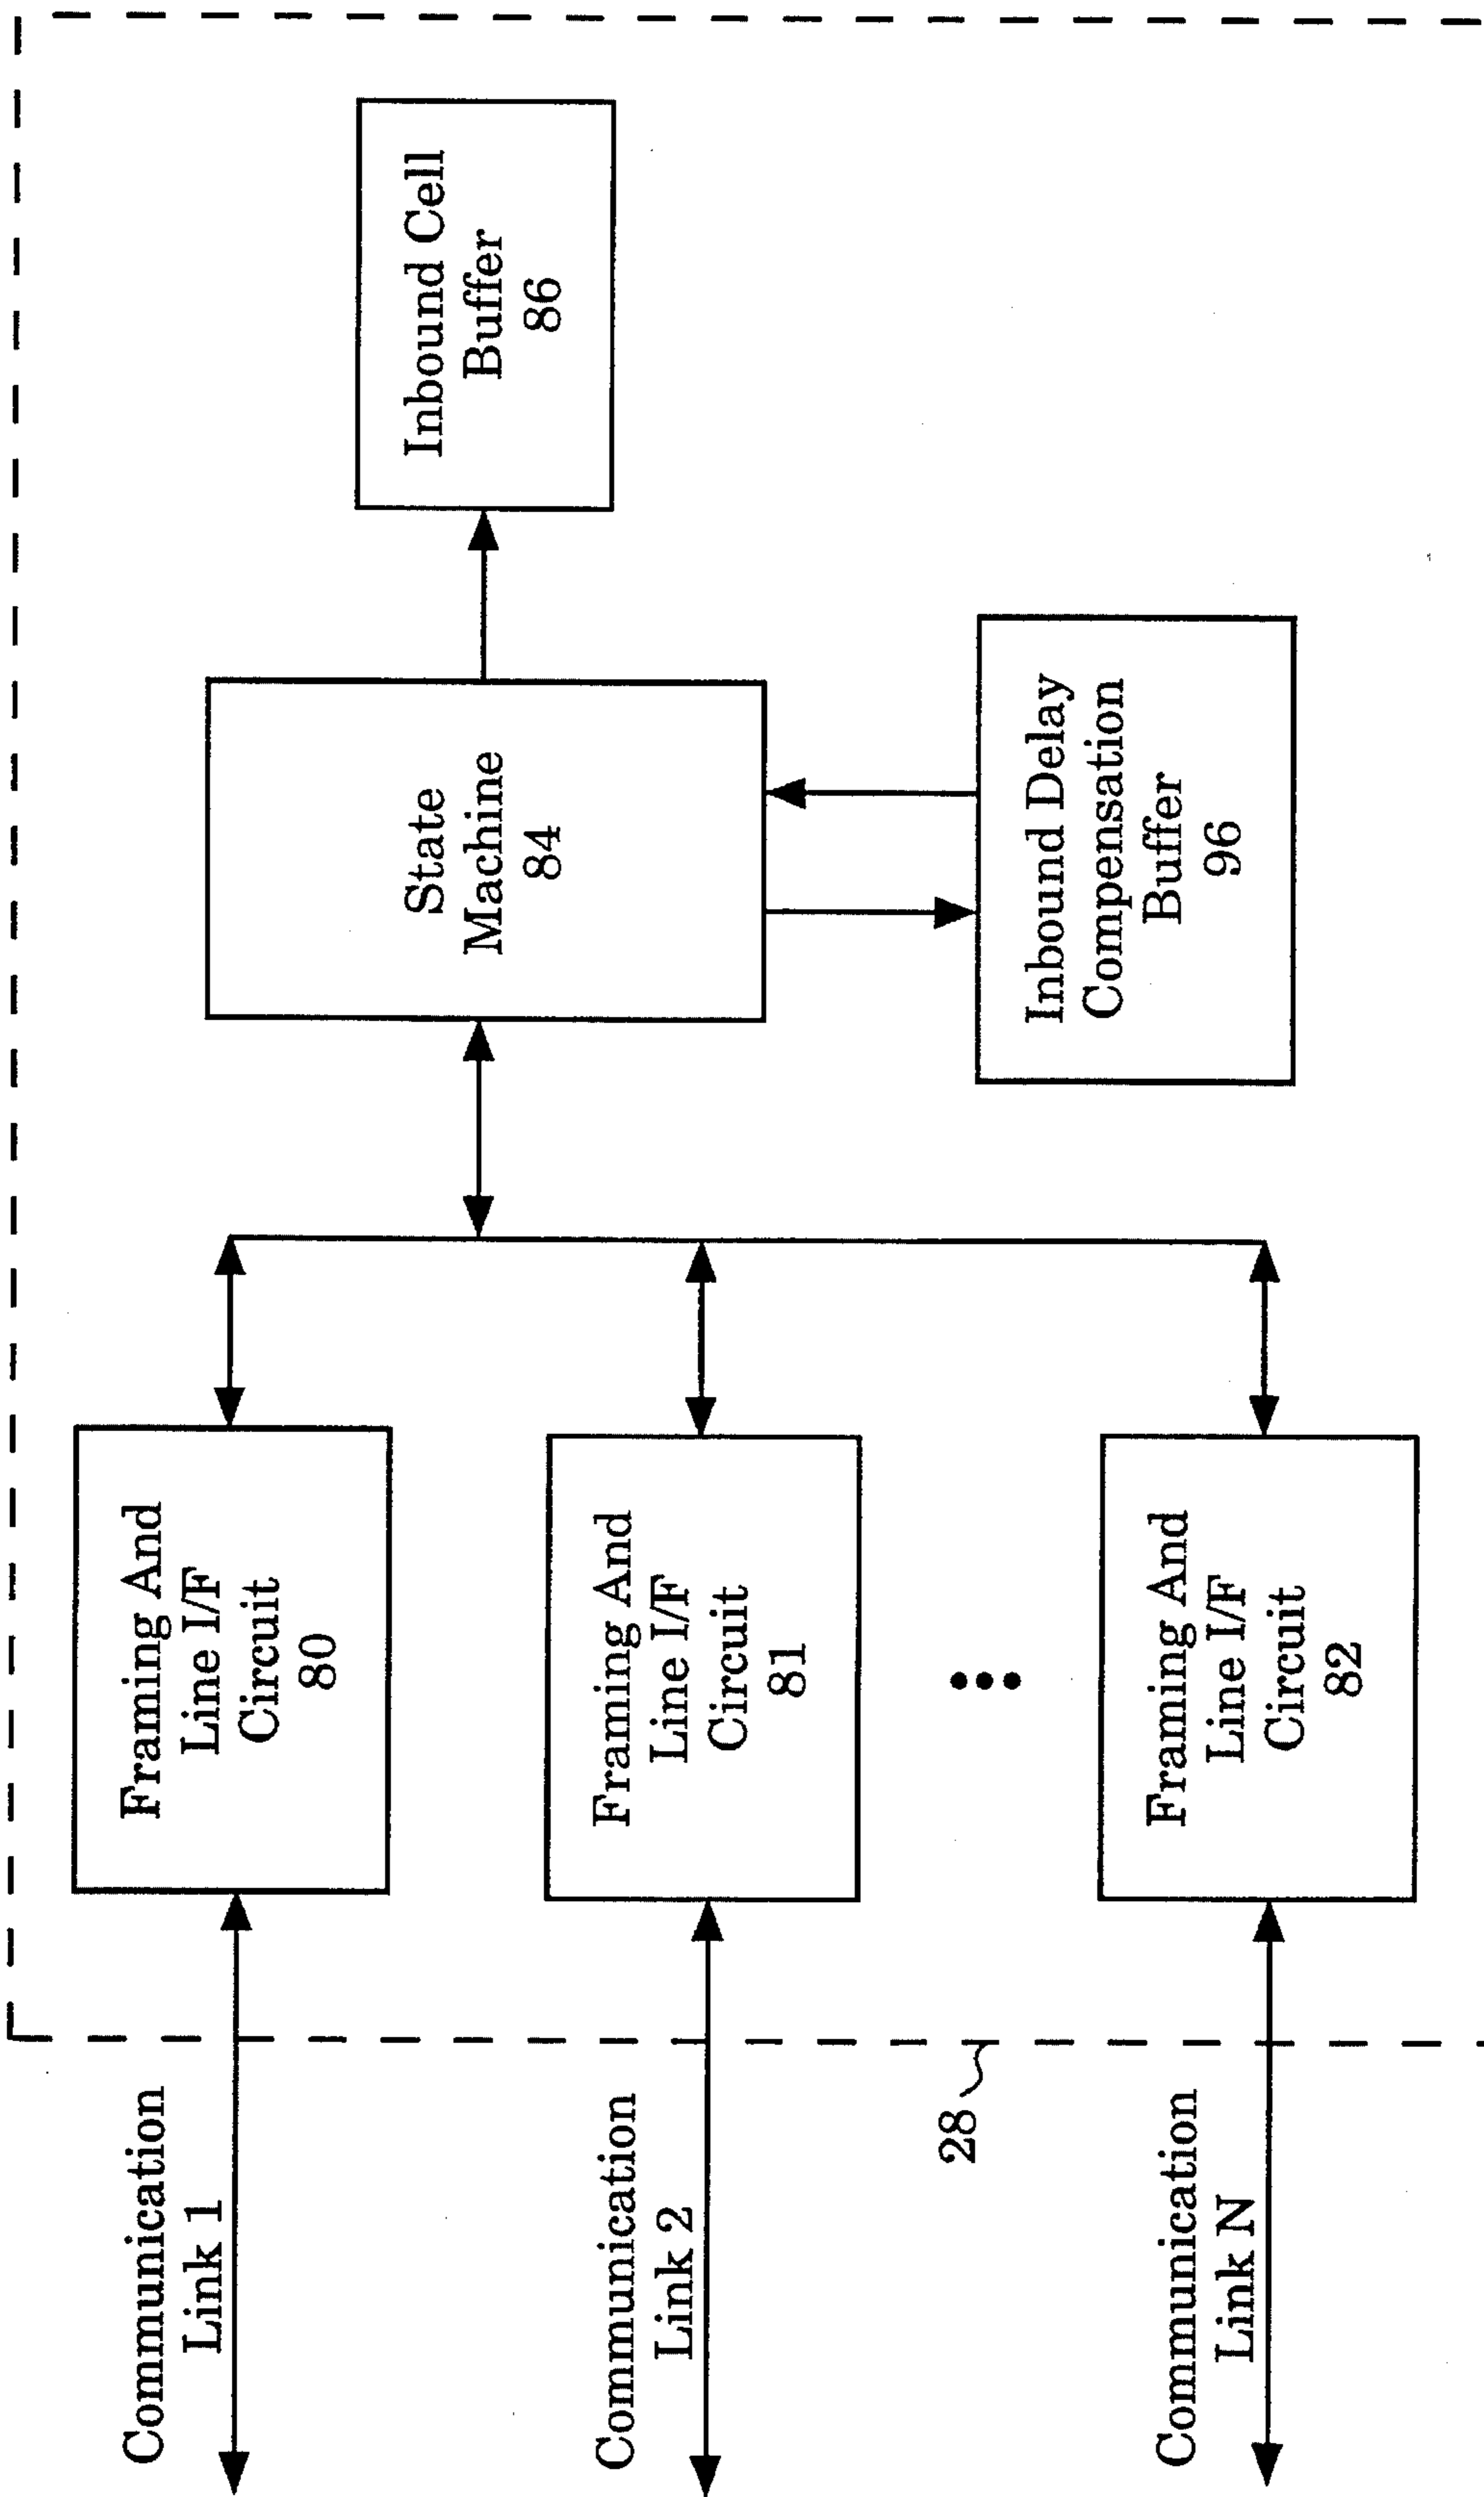 Communication
Link 1
Framing And
Line I/F
Circuit
80
Communication
Link 2
Framing And
Line I/F
Circuit
81
28
Communication
Link N
Framing And
Line I/F
Circuit
82
State
Machine
84
Inbound Delay
Compensation
Buffer
96
Inbound Cell
Buffer
86